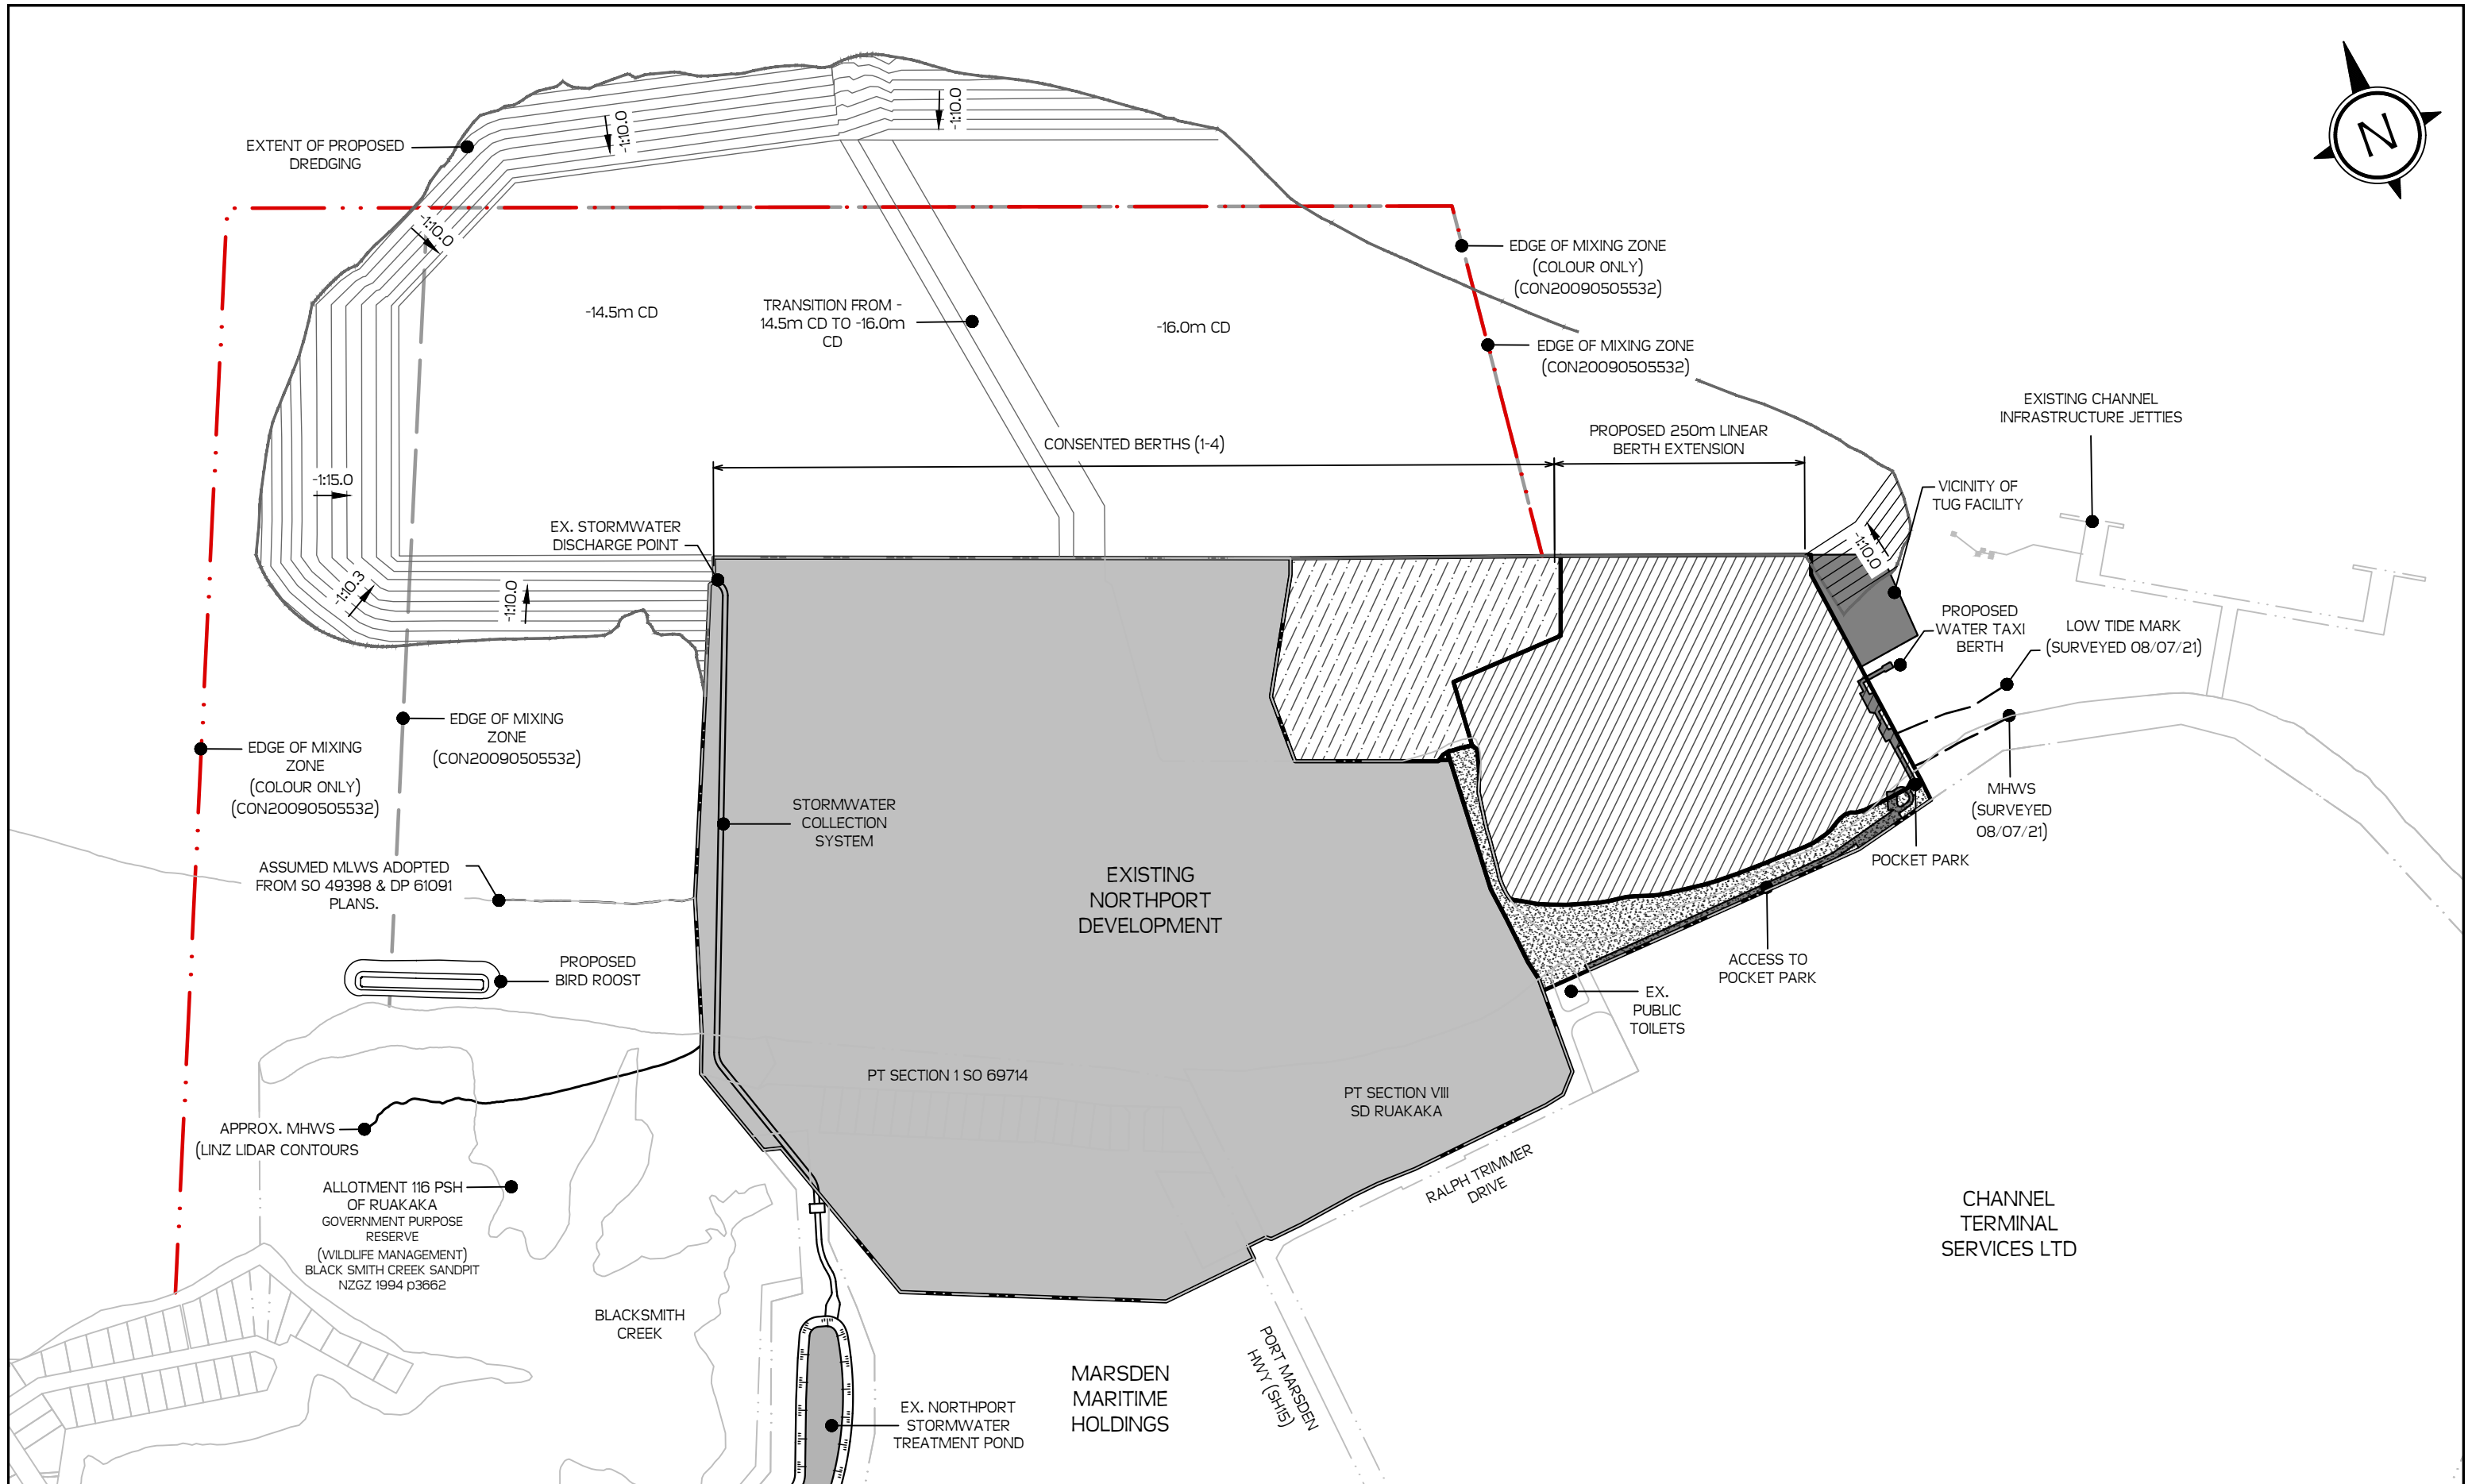 N
EXTENT OF PROPOSED
DREDGING
-1:10.0
-1:10.0
-1:10.0
EDGE OF MIXING ZONE
(COLOUR ONLY)
(CON20090505532)
-14.5m CD
TRANSITION FROM -
14.5m CD TO -16.0m
CD
-16.0m CD
EDGE OF MIXING ZONE
(CON20090505532)
EXISTING CHANNEL
INFRASTRUCTURE JETTIES
CONSENTED BERTHS (1-4)
PROPOSED 250m LINEAR
BERTH EXTENSION
-1:15.0
VICINITY OF
TUG FACILITY
EX. STORMWATER
DISCHARGE POINT
-1:10.0
-1:10.3
-1:10.0
PROPOSED
WATER TAXI
BERTH
LOW TIDE MARK
(SURVEYED 08/07/21)
EDGE OF MIXING
ZONE
(CON20090505532)
EDGE OF MIXING
ZONE
(COLOUR ONLY)
(CON20090505532)
STORMWATER
COLLECTION
SYSTEM
MHWS
(SURVEYED
08/07/21)
POCKET PARK
ASSUMED MLWS ADOPTED
FROM SO 49398 & DP 61091
PLANS.
EXISTING
NORTHPORT
DEVELOPMENT
PROPOSED
BIRD ROOST
ACCESS TO
POCKET PARK
EX.
PUBLIC
TOILETS
PT SECTION 1 SO 69714
PT SECTION VIII
SD RUAKAKA
APPROX. MHWS
(LINZ LIDAR CONTOURS
RALPH TRIMMER
DRIVE
ALLOTMENT 116 PSH
OF RUAKAKA
GOVERNMENT PURPOSE
RESERVE
(WILDLIFE MANAGEMENT)
BLACK SMITH CREEK SANDPIT
NZGZ 1994 p3662
CHANNEL
TERMINAL
SERVICES LTD
BLACKSMITH
CREEK
PORT MARSDEN
HWY (SH15)
MARSDEN
MARITIME
HOLDINGS
EX. NORTHPORT
STORMWATER
TREATMENT POND